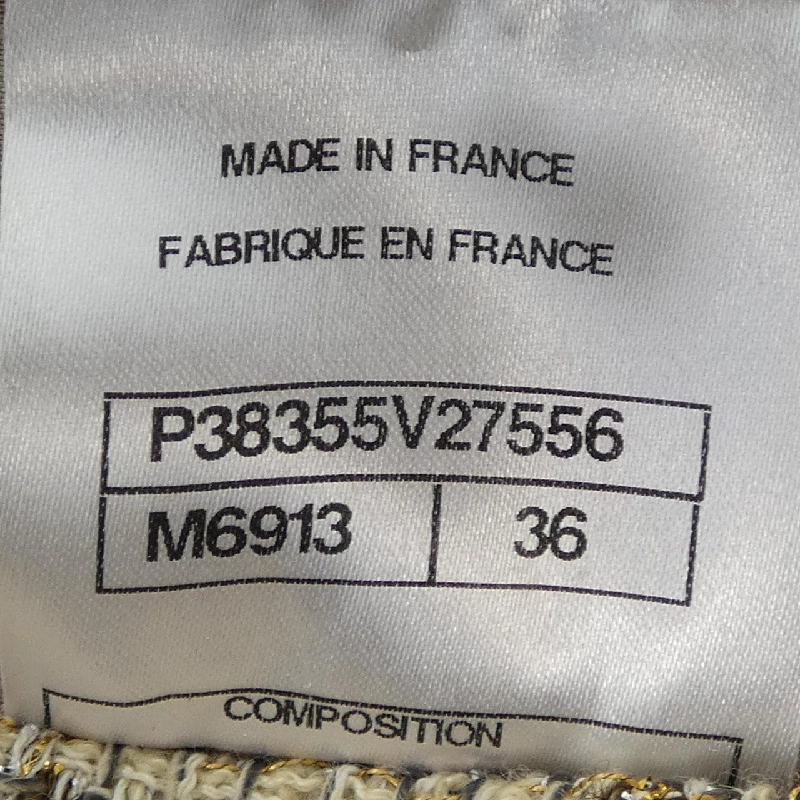 MADE IN FRANCE
FABRIQUE EN FRANCE
P38355V27556
M6913 36
COMPOSITION